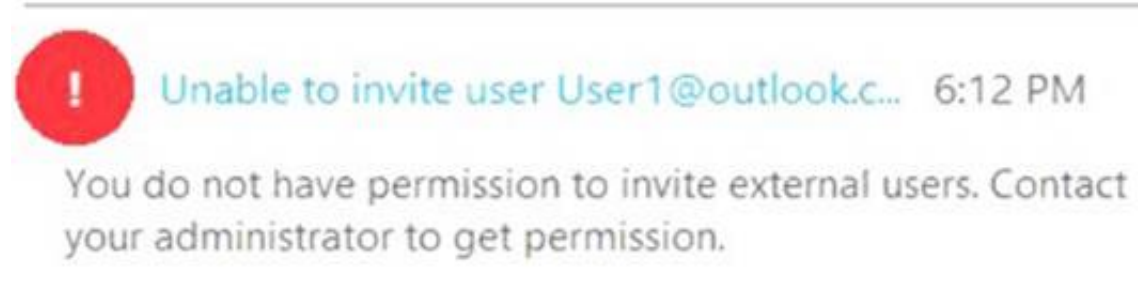 ! Unable to invite user User1@outlook.c... 6:12 PM
You do not have permission to invite external users. Contact
your administrator to get permission.